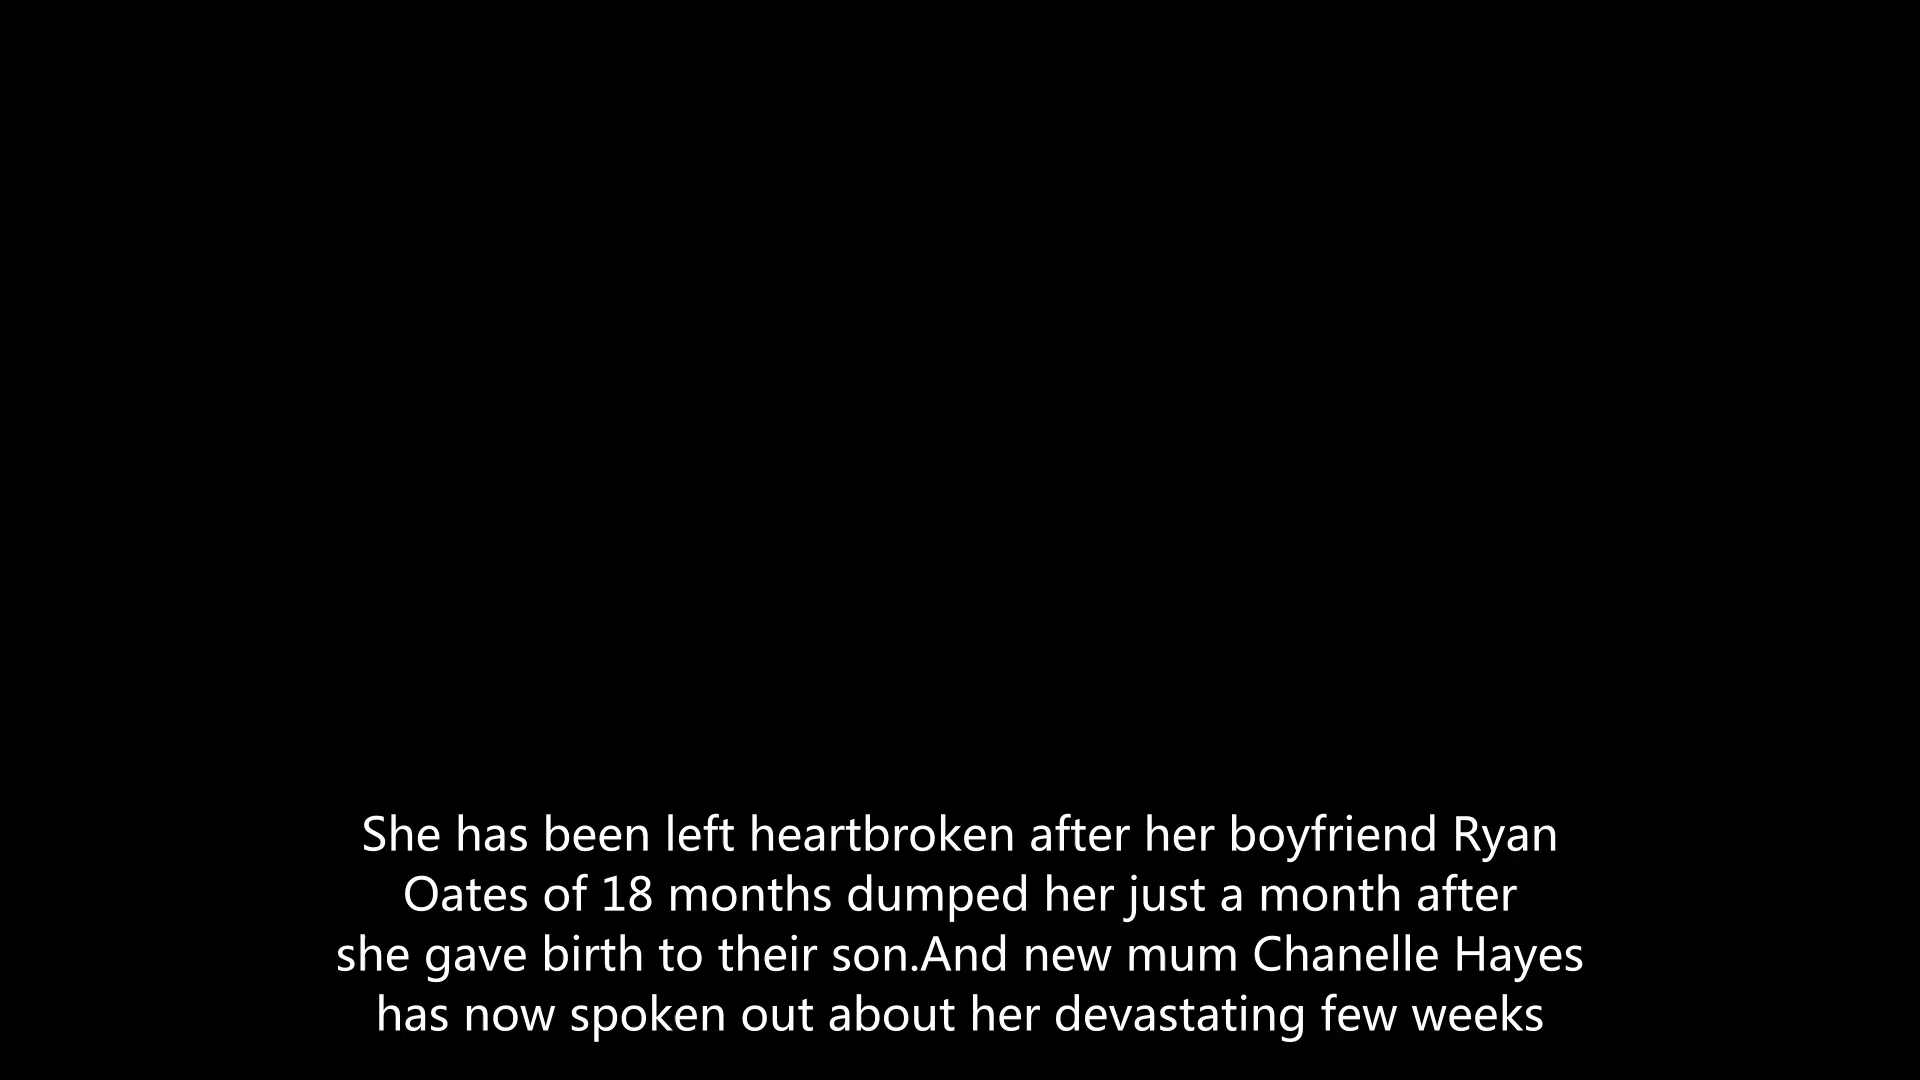 She has been left heartbroken after her boyfriend Ryan
Oates of 18 months dumped her just a month after
she gave birth to their son.And new mum Chanelle Hayes
has now spoken out about her devastating few weeks